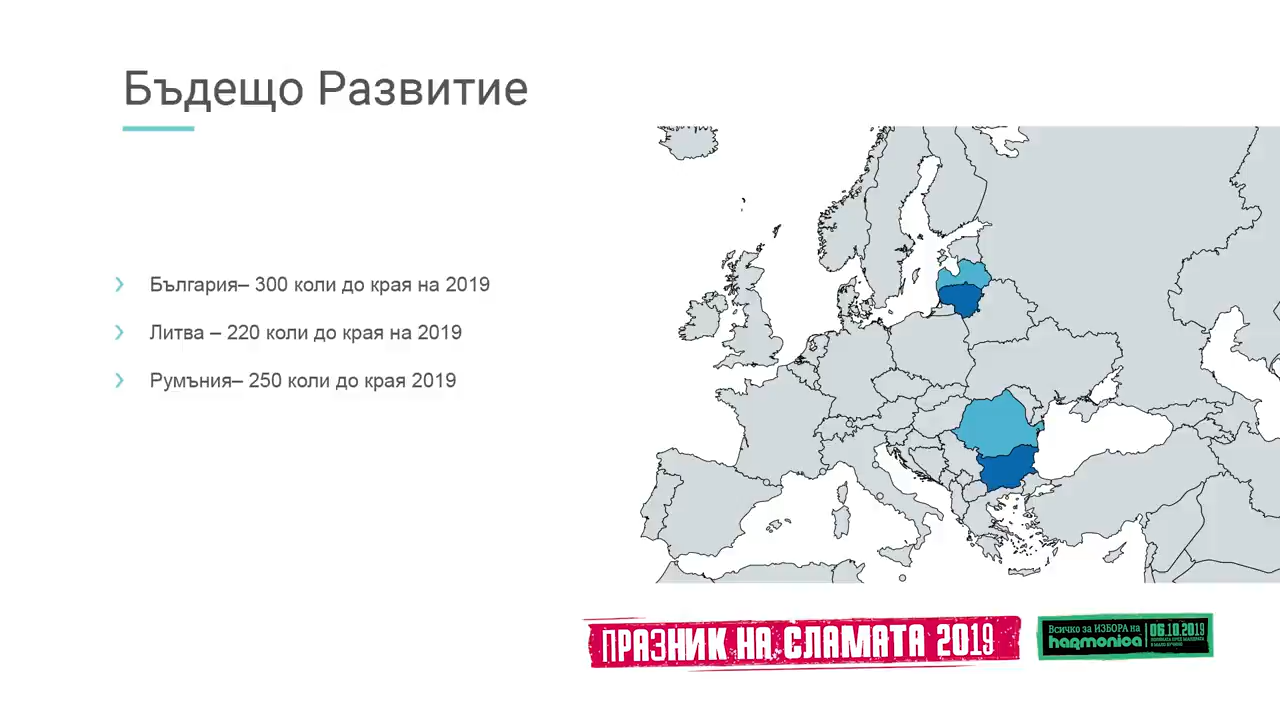 Бъдещо Развитие
България– 300 коли до края на 2019
Литва – 220 коли до края на 2019
Румъния– 250 коли до края 2019
ПРАЗНИК НА СЛАМАТА 2019
Всичко за ИЗБОРА на
harmonica
06.10.2019